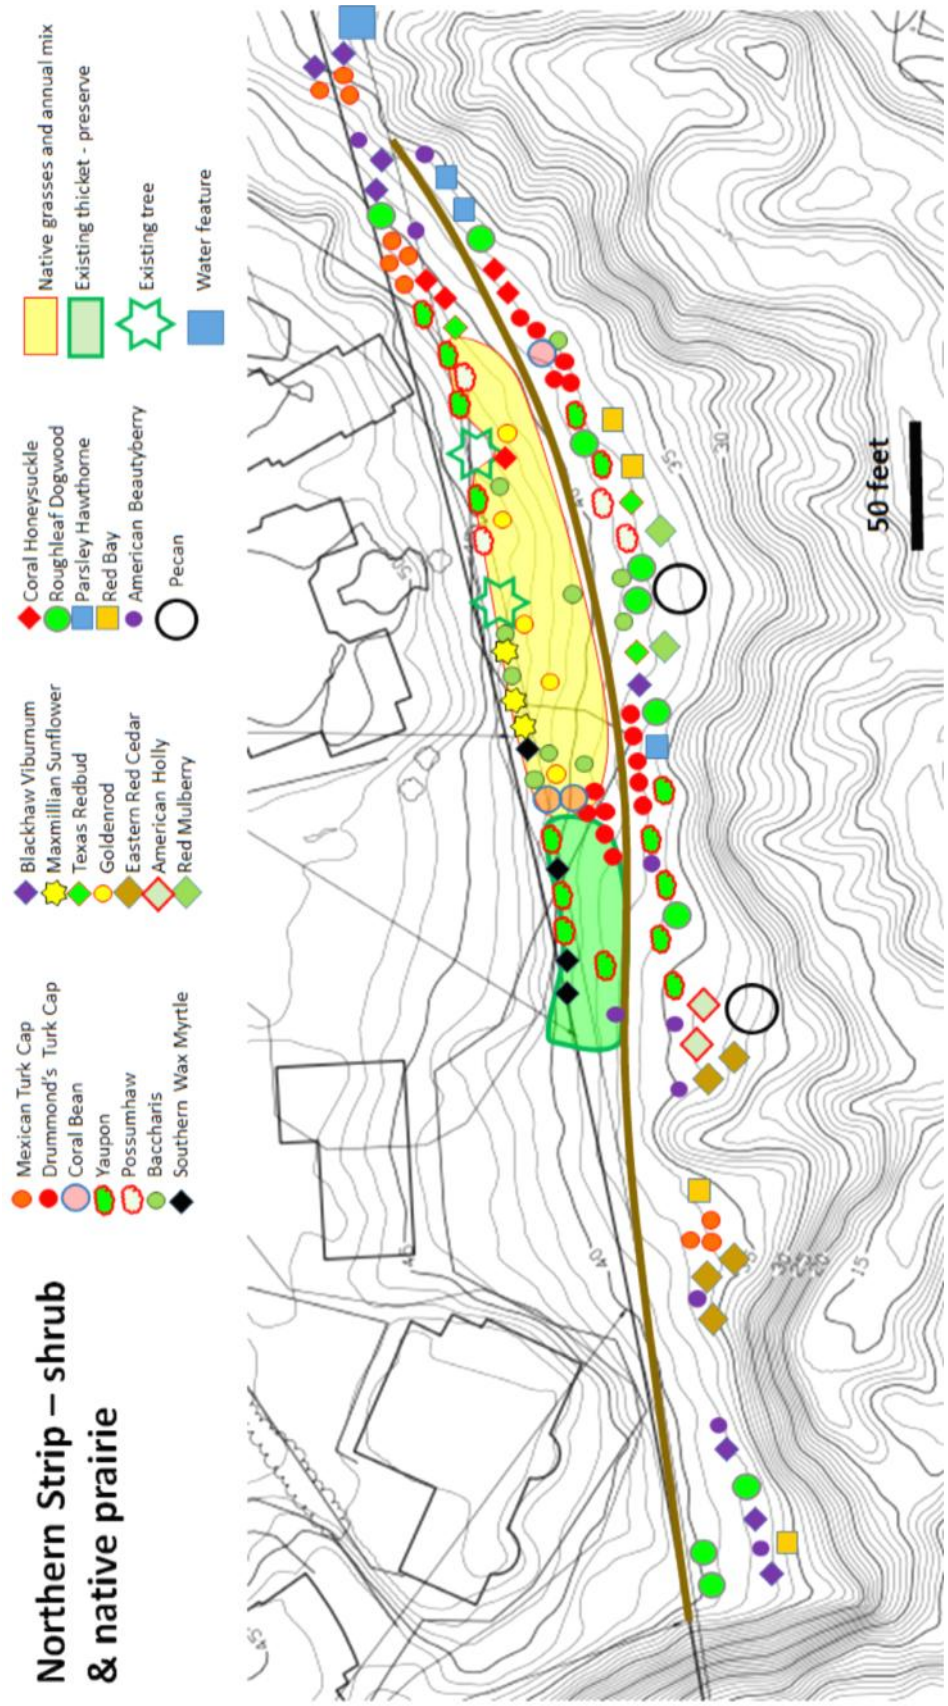 Northern Strip – shrub
& native prairie
Mexican Turk Cap
Drummond's Turk Cap
Coral Bean
Yaupon
Possumhaw
Baccharis
Southern Wax Myrtle
Blackhaw Viburnum
Maxmillian Sunflower
Texas Redbud
Goldenrod
Eastern Red Cedar
American Holly
Red Mulberry
Coral Honeysuckle
Roughleaf Dogwood
Parsley Hawthorne
Red Bay
American Beautyberry
Pecan
Native grasses and annual mix
Existing thicket - preserve
Existing tree
Water feature
45
45
40
15
35
30
50 feet